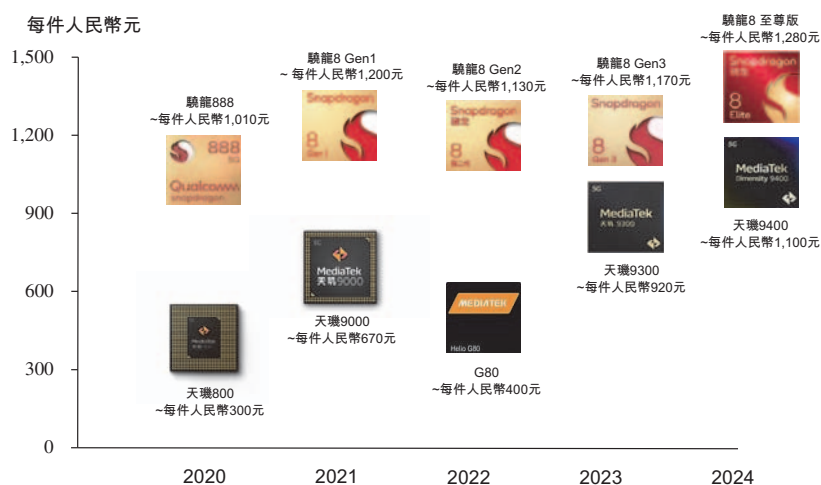 每件人民幣元
1,500
1,200
900
600
300
0
驍龍888
~每件人民幣1,010元
888
5G
Qualcomm
snapdragon
天璣800
~每件人民幣300元
驍龍8 Gen1
~ 每件人民幣1,200元
Snapdragon
8
Gen 1
5G
MediaTek
天璣9000
天璣9000
~每件人民幣670元
驍龍8 Gen2
~ 每件人民幣1,130元
Snapdragon
8
MEDIATEK
Helio G80
G80
~每件人民幣400元
驍龍8 Gen3
~ 每件人民幣1,170元
Snapdragon
8
Gen 3
5G
MediaTek
天璣 9300
天璣9300
~每件人民幣920元
驍龍8 至尊版
~每件人民幣1,280元
Snapdragon
8
Elite
5G
MediaTek
Dimensity 9400
天璣9400
~每件人民幣1,100元
2020
2021
2022
2023
2024